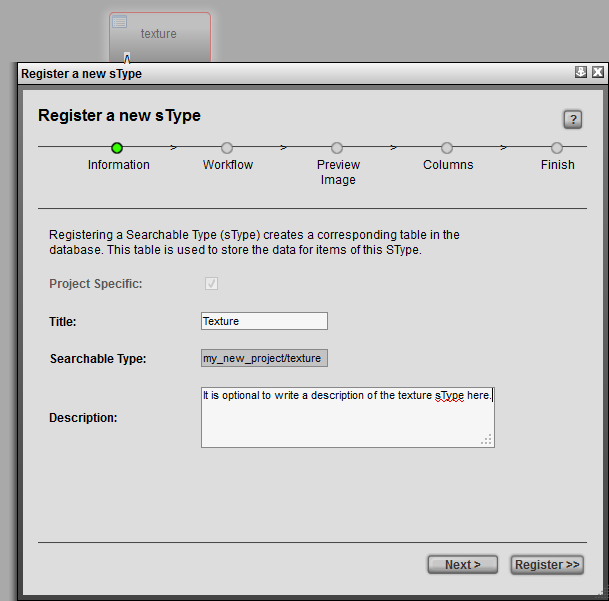 texture
Register a new sType
Register a new sType
?
Information > Workflow > Preview Image > Columns > Finish
Registering a Searchable Type (sType) creates a corresponding table in the
database. This table is used to store the data for items of this SType.
Project Specific:
Title: Texture
Searchable Type: my_new_project/texture
Description: It is optional to write a description of the texture sType here.
Next > Register >>